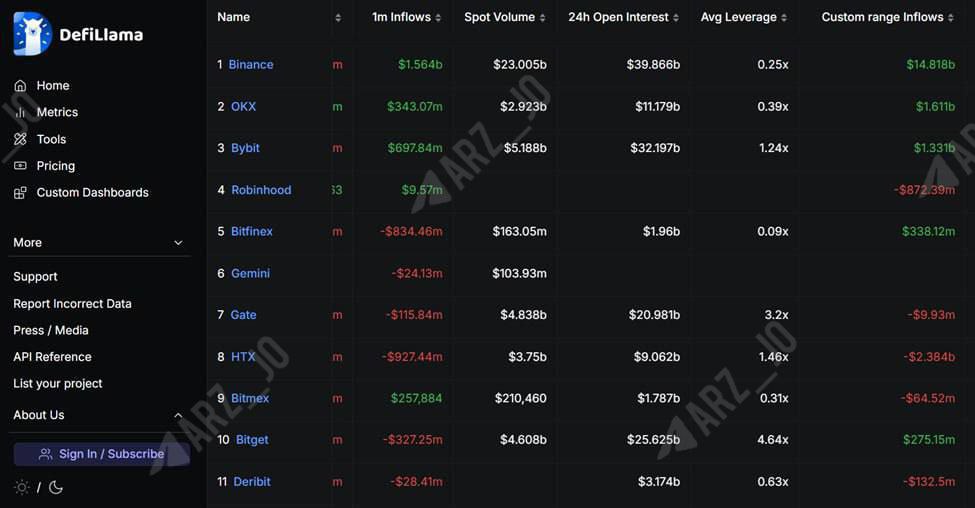 DefiLlama
Home
Metrics
Tools
Pricing
Custom Dashboards
More
Support
Report Incorrect Data
Press / Media
API Reference
List your project
About Us
Sign In / Subscribe
/
Name 1m Inflows Spot Volume 24h Open Interest Avg Leverage Custom range Inflows
1 Binance m $1.564b $23.005b $39.866b 0.25x $14.818b
2 OKX m $343.07m $2.923b $11.179b 0.39x $1.611b
3 Bybit m $697.84m $5.188b $32.197b 1.24x $1.331b
4 Robinhood 63 $9.57m -$872.39m
5 Bitfinex m -$834.46m $163.05m $1.96b 0.09x $338.12m
6 Gemini -$24.13m $103.93m
7 Gate m -$115.84m $4.838b $20.981b 3.2x -$9.93m
8 HTX m -$927.44m $3.75b $9.062b 1.46x -$2.384b
9 Bitmex m $257,884 $210,460 $1.787b 0.31x -$64.52m
10 Bitget m -$327.25m $4.608b $25.625b 4.64x $275.15m
11 Deribit m -$28.41m $3.174b 0.63x -$132.5m
ARZ__JO
ARZ__JO
ARZ__JO